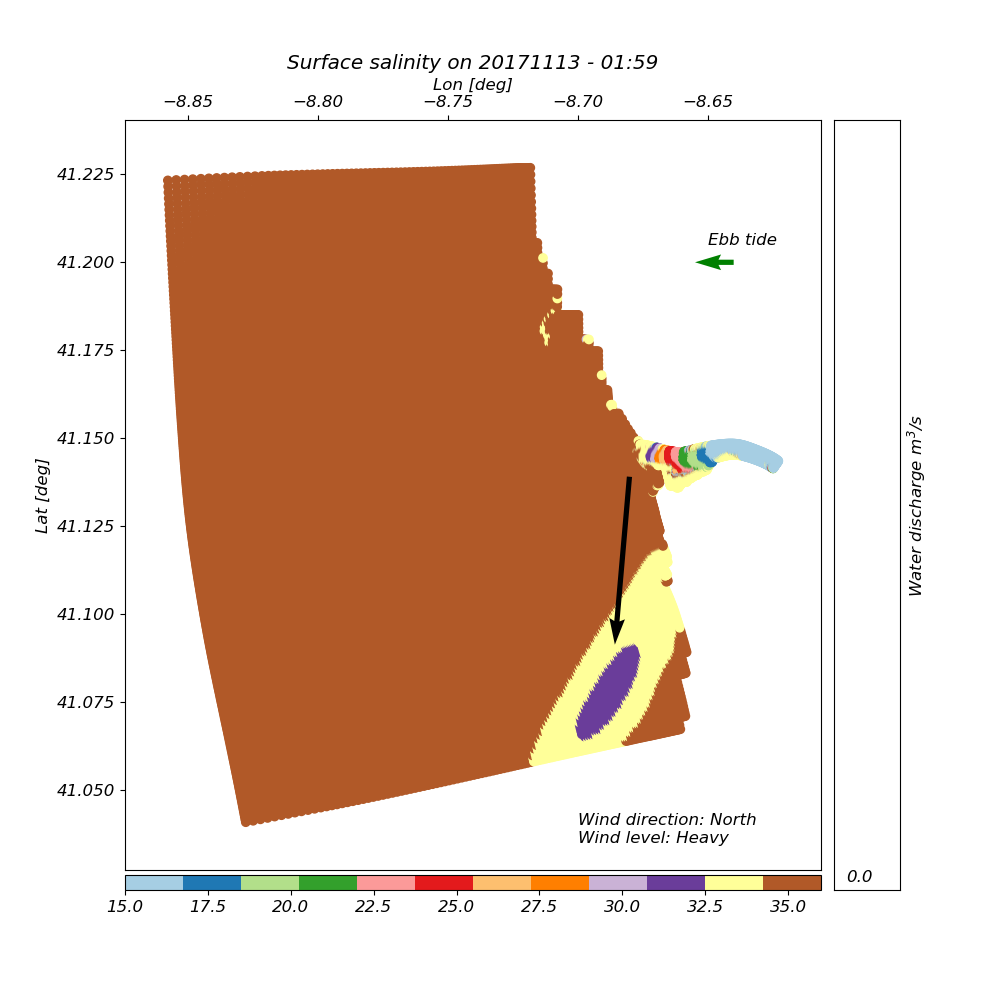 Surface salinity on 20171113 - 01:59
Lon [deg]
−8.85 −8.80 −8.75 −8.70 −8.65
41.225
Ebb tide
41.200
41.175
41.150
Lat [deg]
41.125
41.100
41.075
41.050
Wind direction: North
Wind level: Heavy
15.0 17.5 20.0 22.5 25.0 27.5 30.0 32.5 35.0
0.0
Water discharge m³/s